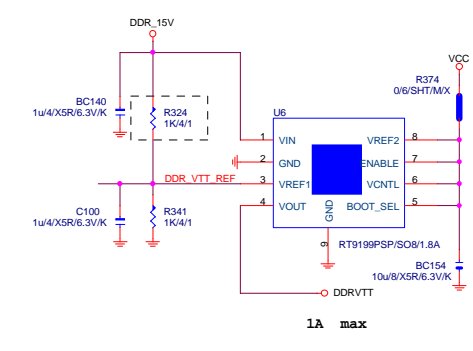 DDR_15V
VCC
R374
0/6/SHT/M/X
BC140
1u/4/X5R/6.3V/K
R324
1K/4/1
U6
1 VIN VREF2 8
2 GND ENABLE 7
DDR_VTT_REF 3 VREF1 VCNTL 6
4 VOUT BOOT_SEL 5
GND
9
C100
1u/4/X5R/6.3V/K
R341
1K/4/1
RT9199PSP/SO8/1.8A
BC154
10u/8/X5R/6.3V/K
DDRVTT
1A max